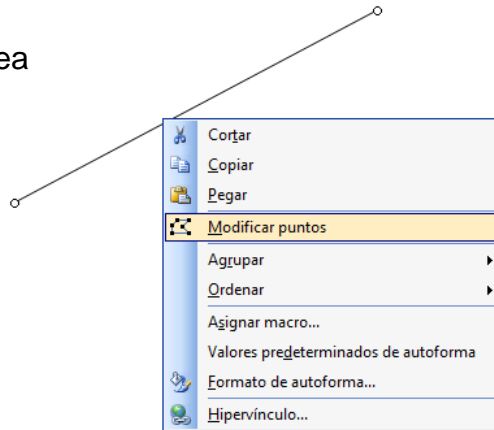 ea
Cortar
Copiar
Pegar
Modificar puntos
Agrupar
Ordenar
Asignar macro...
Valores predeterminados de autoforma
Formato de autoforma...
Hipervínculo...